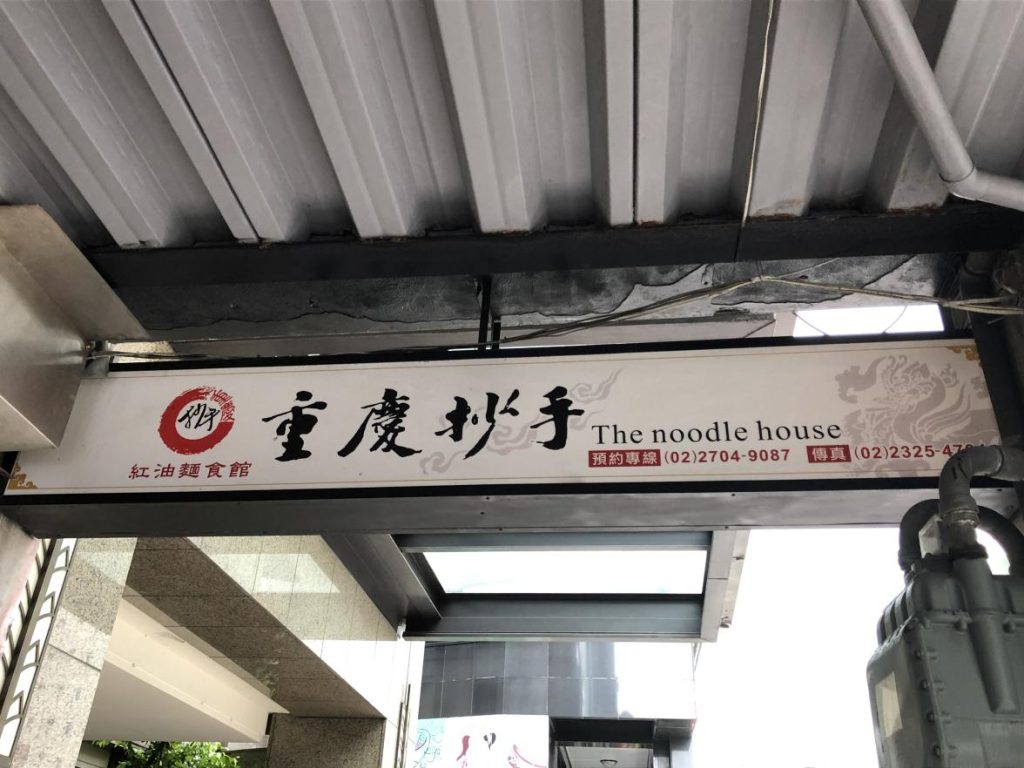 重慶抄手
紅油麵食館
The noodle house
預約專線 (02)2704-9087 傳真 (02)2325-47